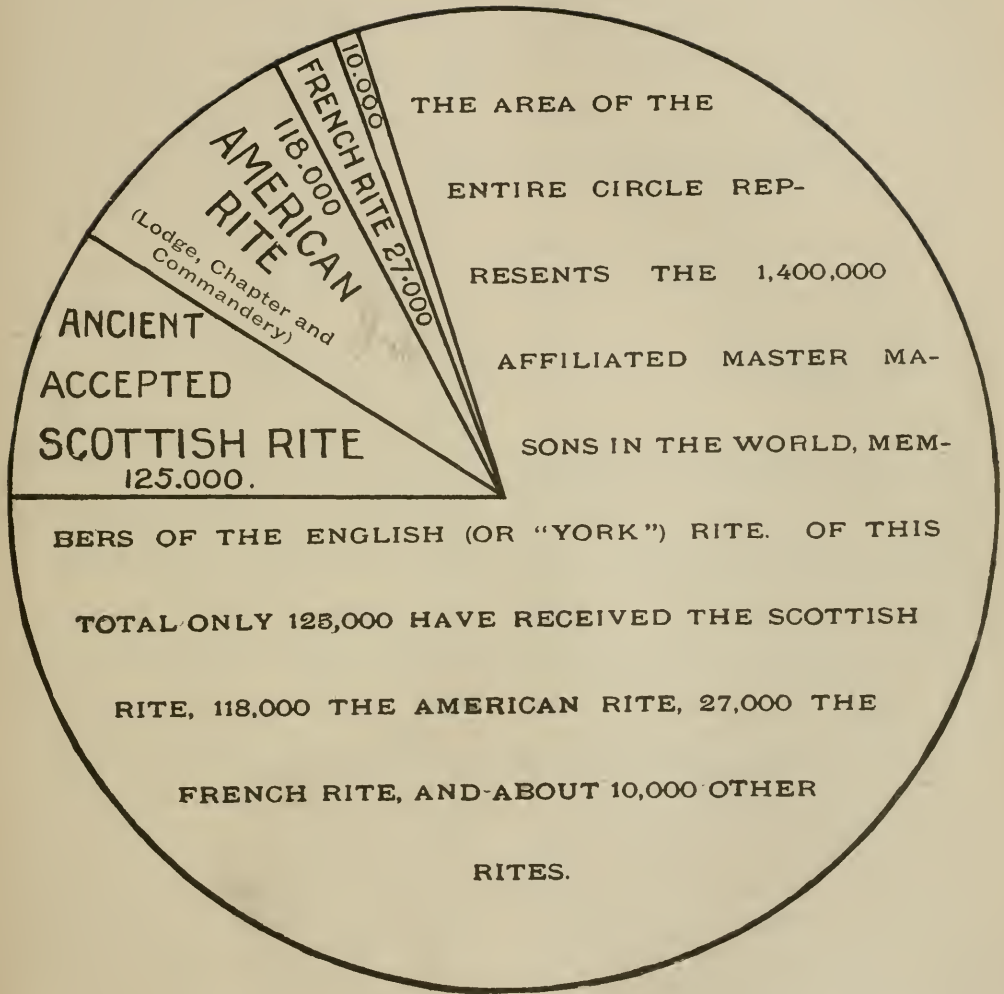 10.000
FRENCH RITE 27.000
118.000
AMERICAN
RITE
(Lodge, Chapter and
Commandery)
ANCIENT
ACCEPTED
SCOTTISH RITE
125.000.
THE AREA OF THE
ENTIRE CIRCLE REP-
RESENTS THE 1,400,000
AFFILIATED MASTER MA-
SONS IN THE WORLD, MEM-
BERS OF THE ENGLISH (OR “YORK”) RITE. OF THIS
TOTAL ONLY 125,000 HAVE RECEIVED THE SCOTTISH
RITE, 118,000 THE AMERICAN RITE, 27,000 THE
FRENCH RITE, AND ABOUT 10,000 OTHER
RITES.